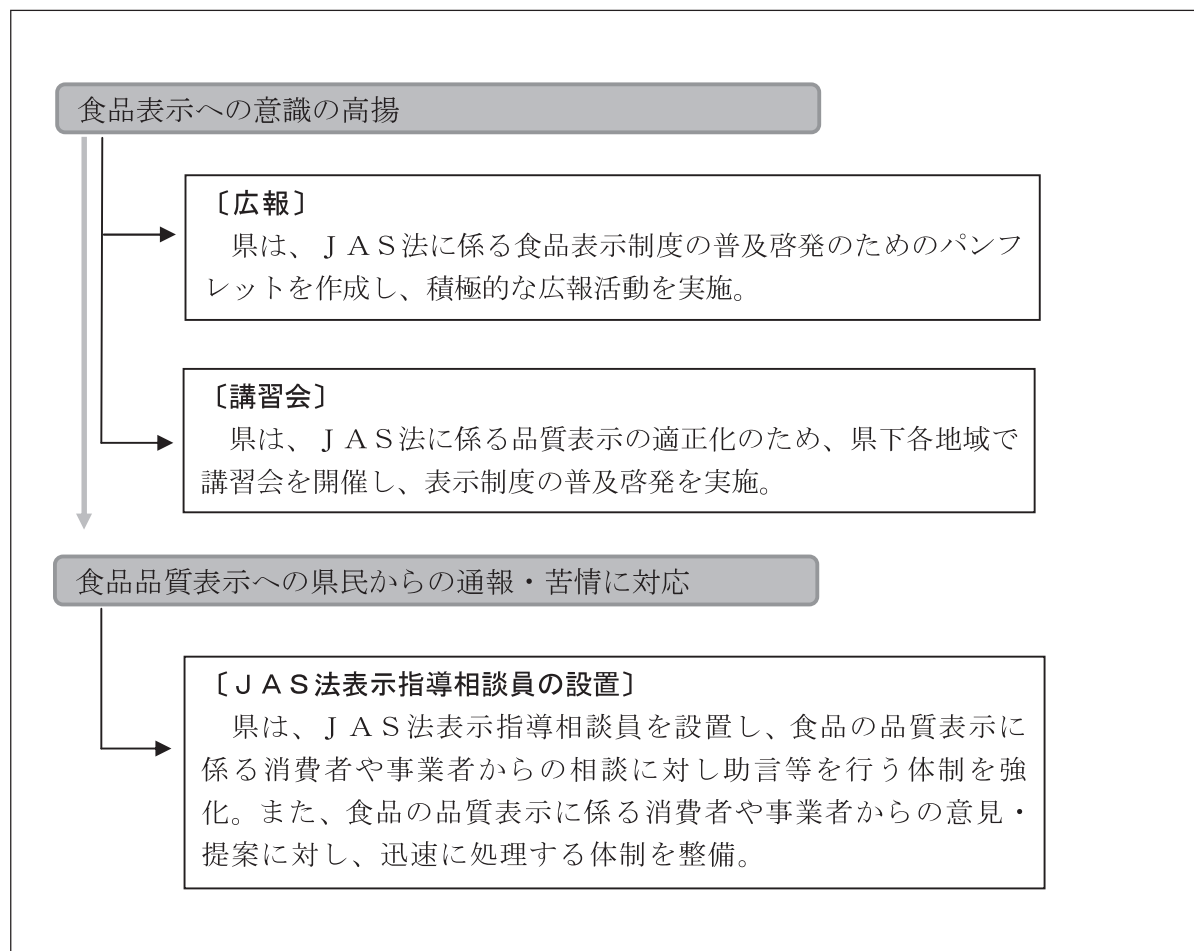 食品表示への意識の高揚
〔広報〕
県は、ＪＡＳ法に係る食品表示制度の普及啓発のためのパンフ
レットを作成し、積極的な広報活動を実施。
〔講習会〕
県は、ＪＡＳ法に係る品質表示の適正化のため、県下各地域で
講習会を開催し、表示制度の普及啓発を実施。
食品品質表示への県民からの通報・苦情に対応
〔ＪＡＳ法表示指導相談員の設置〕
県は、ＪＡＳ法表示指導相談員を設置し、食品の品質表示に
係る消費者や事業者からの相談に対し助言等を行う体制を強
化。また、食品の品質表示に係る消費者や事業者からの意見・
提案に対し、迅速に処理する体制を整備。